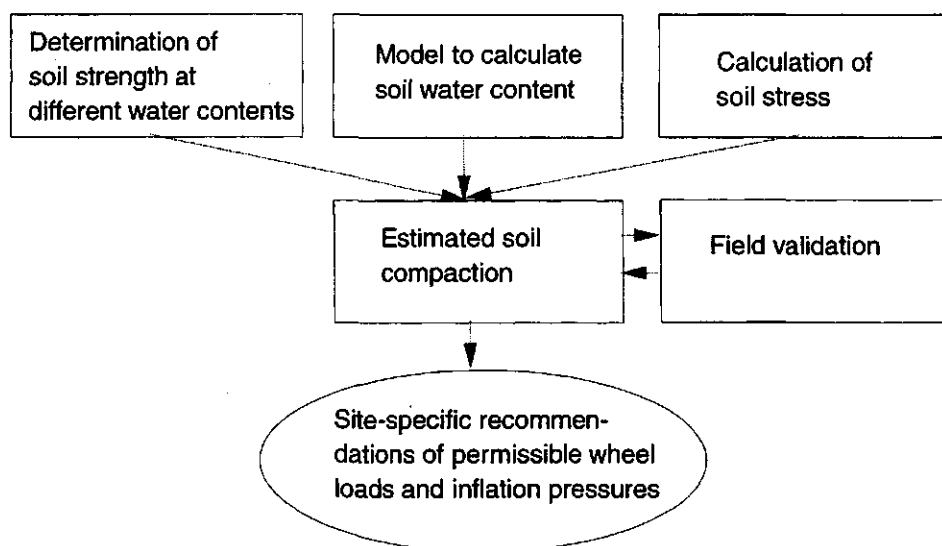 Determination of
soil strength at
different water contents
Model to calculate
soil water content
Calculation of
soil stress
Estimated soil
compaction
Field validation
Site-specific recommen-
dations of permissible wheel
loads and inflation pressures